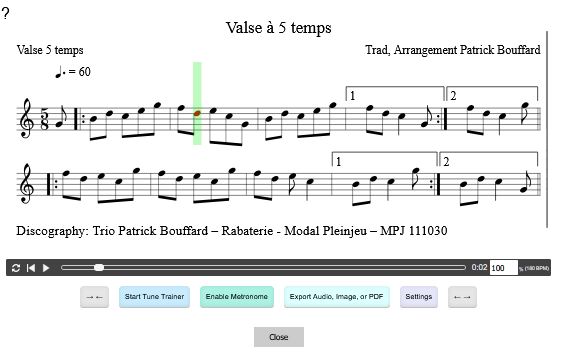 ?
Valse à 5 temps
Valse 5 temps
Trad, Arrangement Patrick Bouffard
= 60
5
8
1
2
1
2
Discography: Trio Patrick Bouffard – Rabaterie - Modal Pleinjeu – MPJ 111030
0:02 100 % (180 BPM)
→← Start Tune Trainer Enable Metronome Export Audio, Image, or PDF Settings ←→
Close